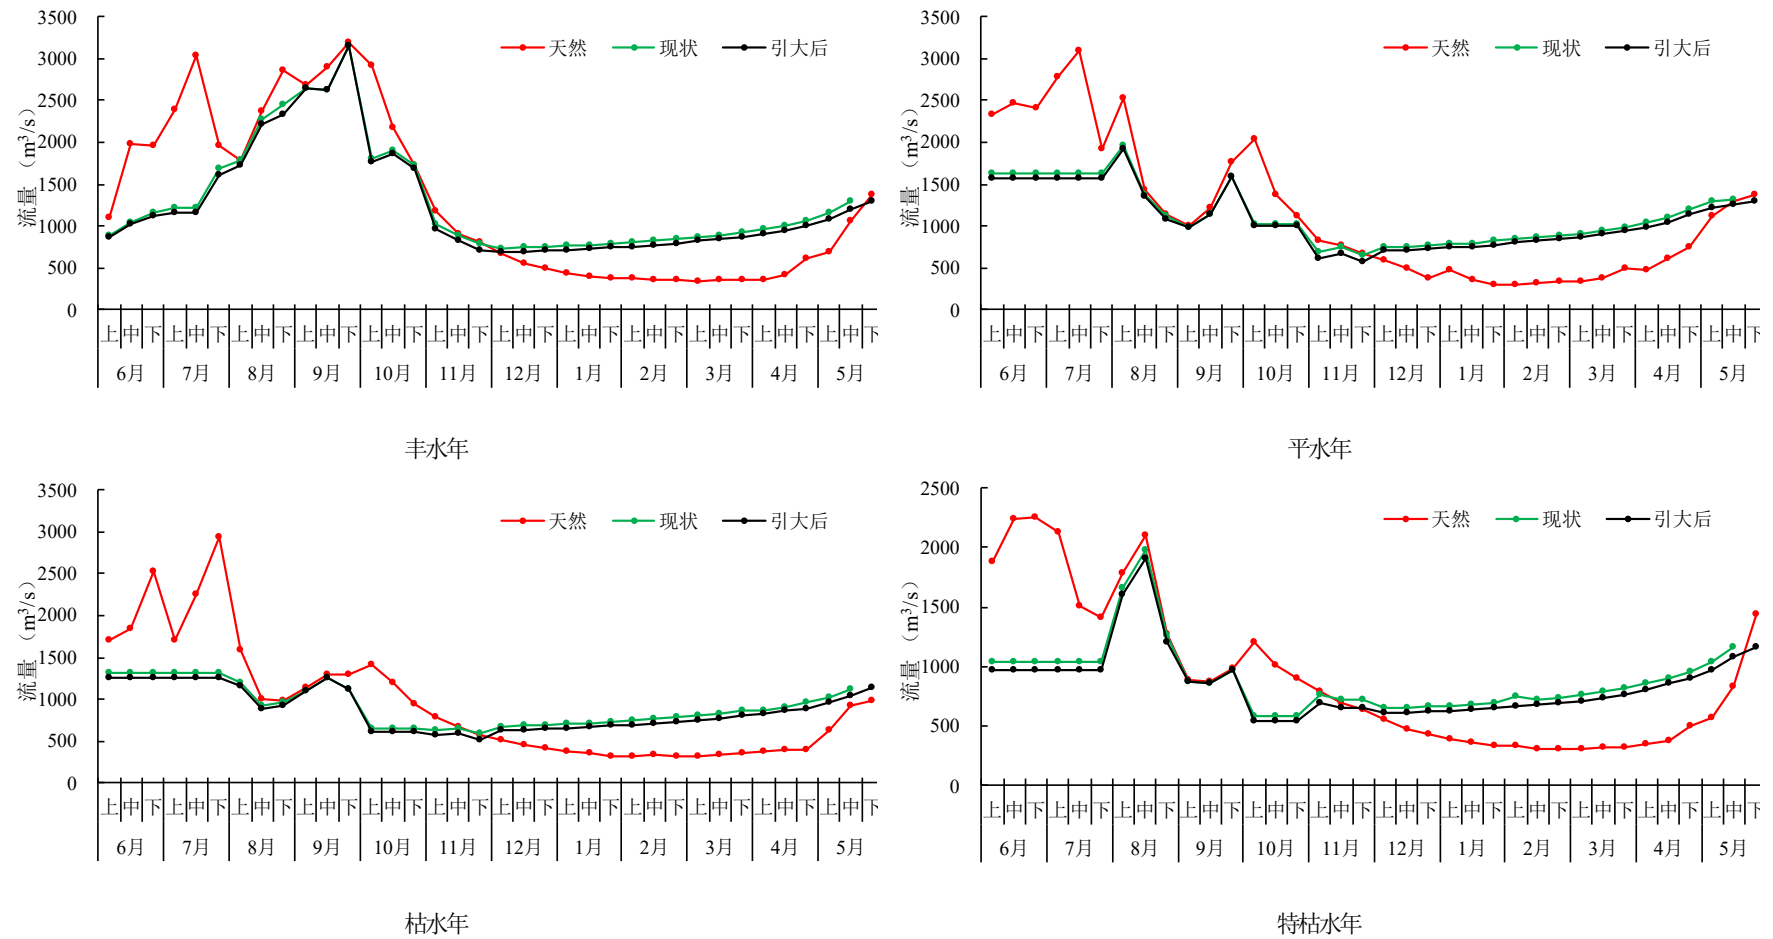 3500
3000
2500
2000
1500
1000
500
0
流量（m³/s）
天然 现状 引大后
上 中 下 上 中 下 上 中 下 上 中 下 上 中 下 上 中 下 上 中 下 上 中 下 上 中 下 上 中 下 上 中 下 上 中 下
6月 7月 8月 9月 10月 11月 12月 1月 2月 3月 4月 5月
丰水年
3500
3000
2500
2000
1500
1000
500
0
流量（m³/s）
天然 现状 引大后
上 中 下 上 中 下 上 中 下 上 中 下 上 中 下 上 中 下 上 中 下 上 中 下 上 中 下 上 中 下 上 中 下 上 中 下
6月 7月 8月 9月 10月 11月 12月 1月 2月 3月 4月 5月
平水年
3500
3000
2500
2000
1500
1000
500
0
流量（m³/s）
天然 现状 引大后
上 中 下 上 中 下 上 中 下 上 中 下 上 中 下 上 中 下 上 中 下 上 中 下 上 中 下 上 中 下 上 中 下 上 中 下
6月 7月 8月 9月 10月 11月 12月 1月 2月 3月 4月 5月
枯水年
2500
2000
1500
1000
500
0
流量（m³/s）
天然 现状 引大后
上 中 下 上 中 下 上 中 下 上 中 下 上 中 下 上 中 下 上 中 下 上 中 下 上 中 下 上 中 下 上 中 下 上 中 下
6月 7月 8月 9月 10月 11月 12月 1月 2月 3月 4月 5月
特枯水年